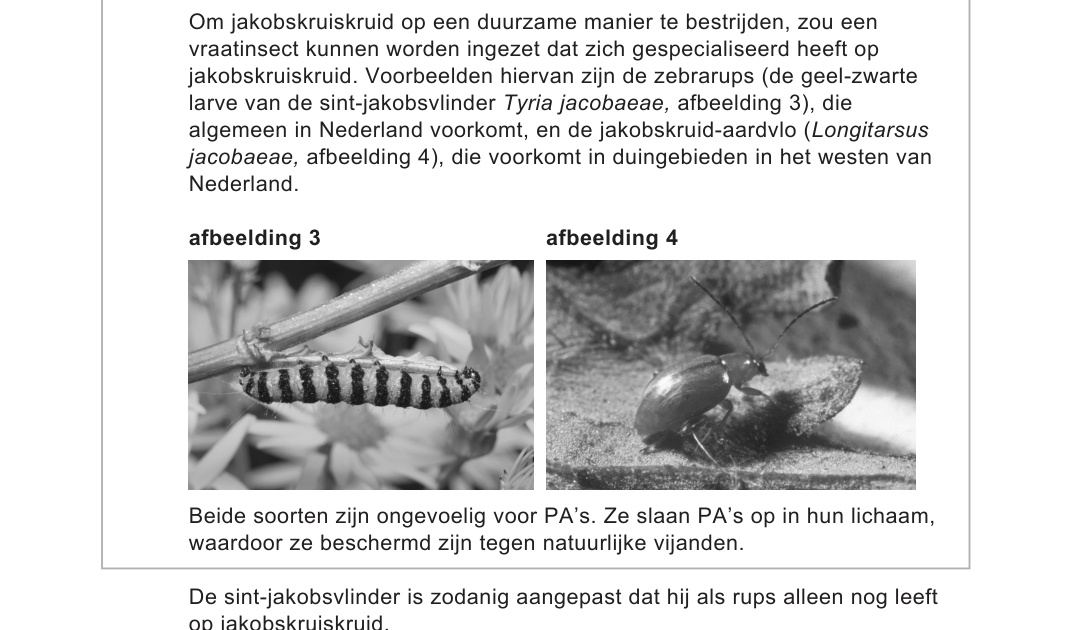 Om jakobskruiskruid op een duurzame manier te bestrijden, zou een
vraatinsect kunnen worden ingezet dat zich gespecialiseerd heeft op
jakobskruiskruid. Voorbeelden hiervan zijn de zebrarups (de geel-zwarte
larve van de sint-jakobsvlinder Tyria jacobaeae, afbeelding 3), die
algemeen in Nederland voorkomt, en de jakobskruid-aardvlo (Longitarsus
jacobaeae, afbeelding 4), die voorkomt in duingebieden in het westen van
Nederland.
afbeelding 3
afbeelding 4
Beide soorten zijn ongevoelig voor PA’s. Ze slaan PA’s op in hun lichaam,
waardoor ze beschermd zijn tegen natuurlijke vijanden.
De sint-jakobsvlinder is zodanig aangepast dat hij als rups alleen nog leeft
op jakobskruiskruid.